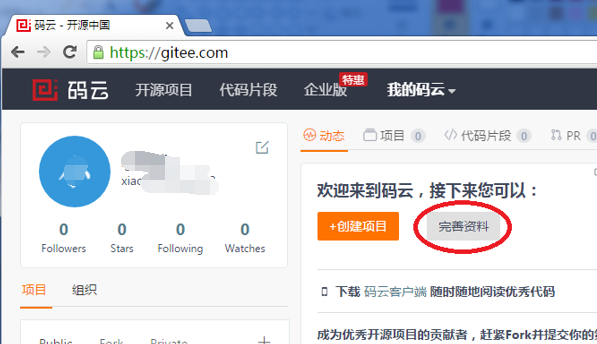 码云 - 开源中国
https://gitee.com
码云 开源项目 代码片段 企业版 特惠 我的码云
动态 项目 0 代码片段 0 PR 0
欢迎来到码云，接下来您可以：
+创建项目 完善资料
0 0 0 0
Followers Stars Following Watches
下载 码云客户端 随时随地阅读优秀代码
项目 组织
成为优秀开源项目的贡献者，赶紧Fork并提交你的
Public Fork Private